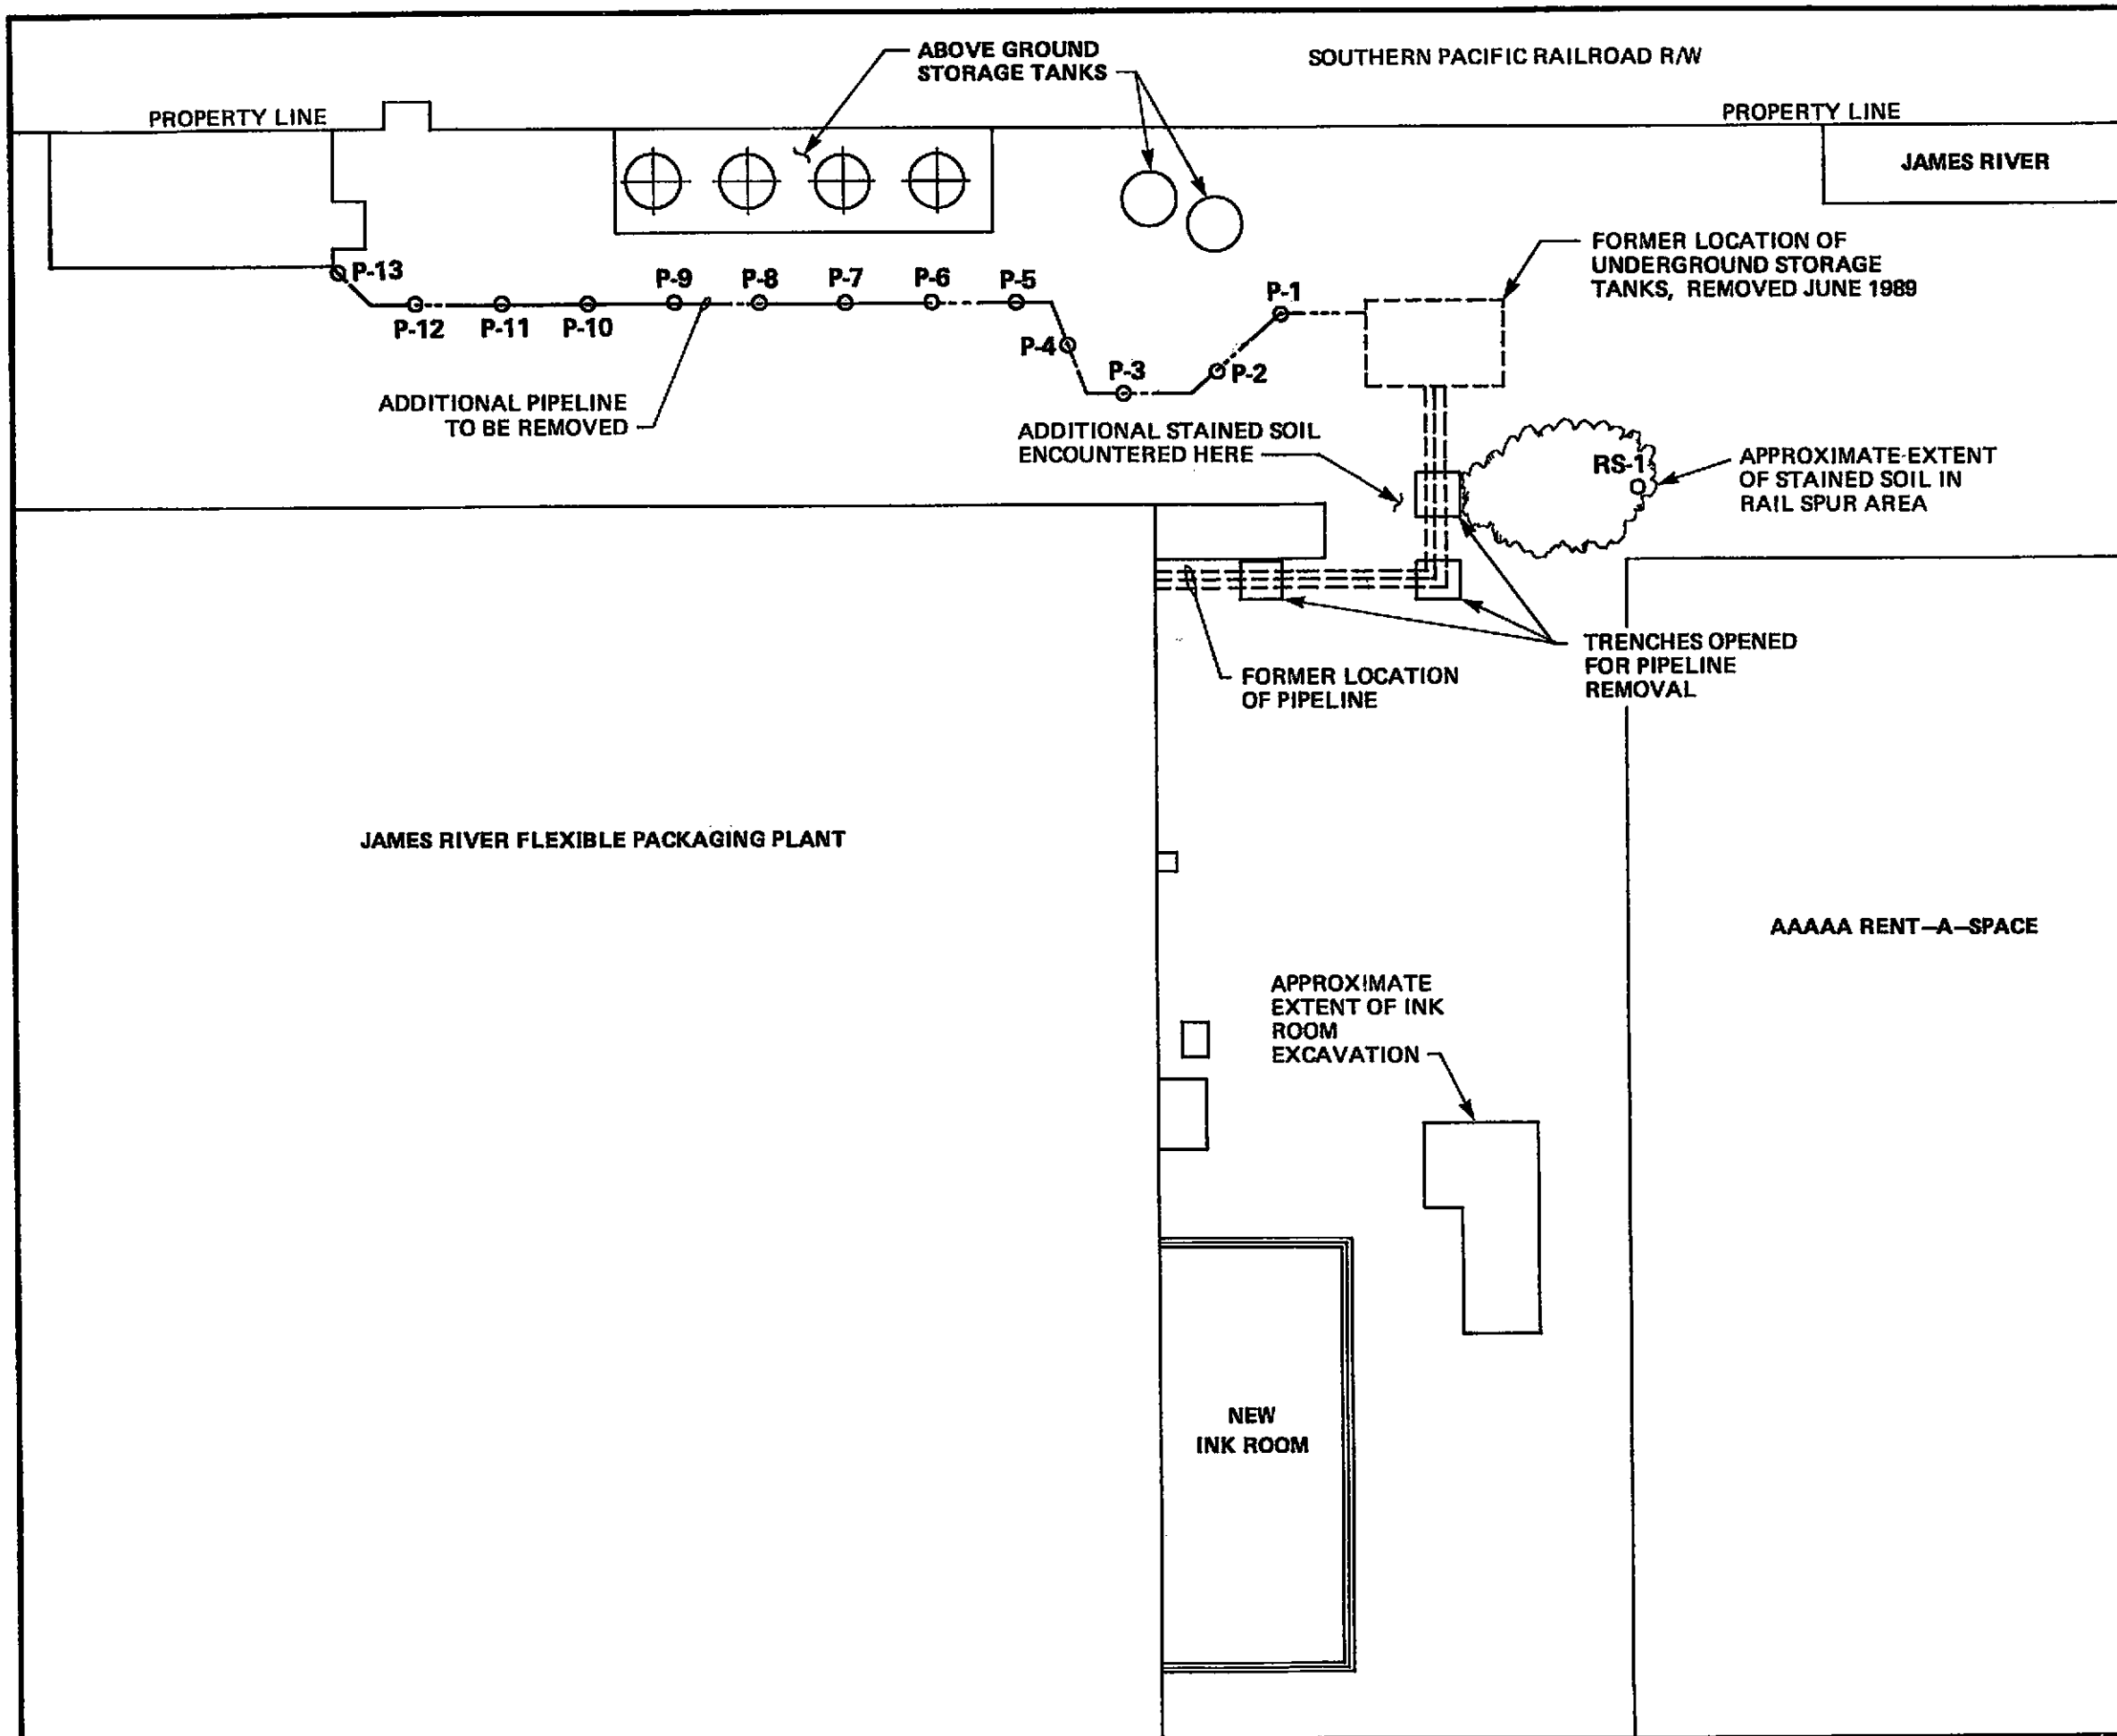 ABOVE GROUND
STORAGE TANKS
SOUTHERN PACIFIC RAILROAD R/W
PROPERTY LINE
PROPERTY LINE
JAMES RIVER
FORMER LOCATION OF
UNDERGROUND STORAGE
TANKS, REMOVED JUNE 1989
P-13
P-12
P-11
P-10
P-9
P-8
P-7
P-6
P-5
P-4
P-3
P-2
P-1
ADDITIONAL PIPELINE
TO BE REMOVED
ADDITIONAL STAINED SOIL
ENCOUNTERED HERE
RS-1
APPROXIMATE EXTENT
OF STAINED SOIL IN
RAIL SPUR AREA
TRENCHES OPENED
FOR PIPELINE
REMOVAL
FORMER LOCATION
OF PIPELINE
JAMES RIVER FLEXIBLE PACKAGING PLANT
AAAAA RENT-A-SPACE
APPROXIMATE
EXTENT OF INK
ROOM
EXCAVATION
NEW
INK ROOM